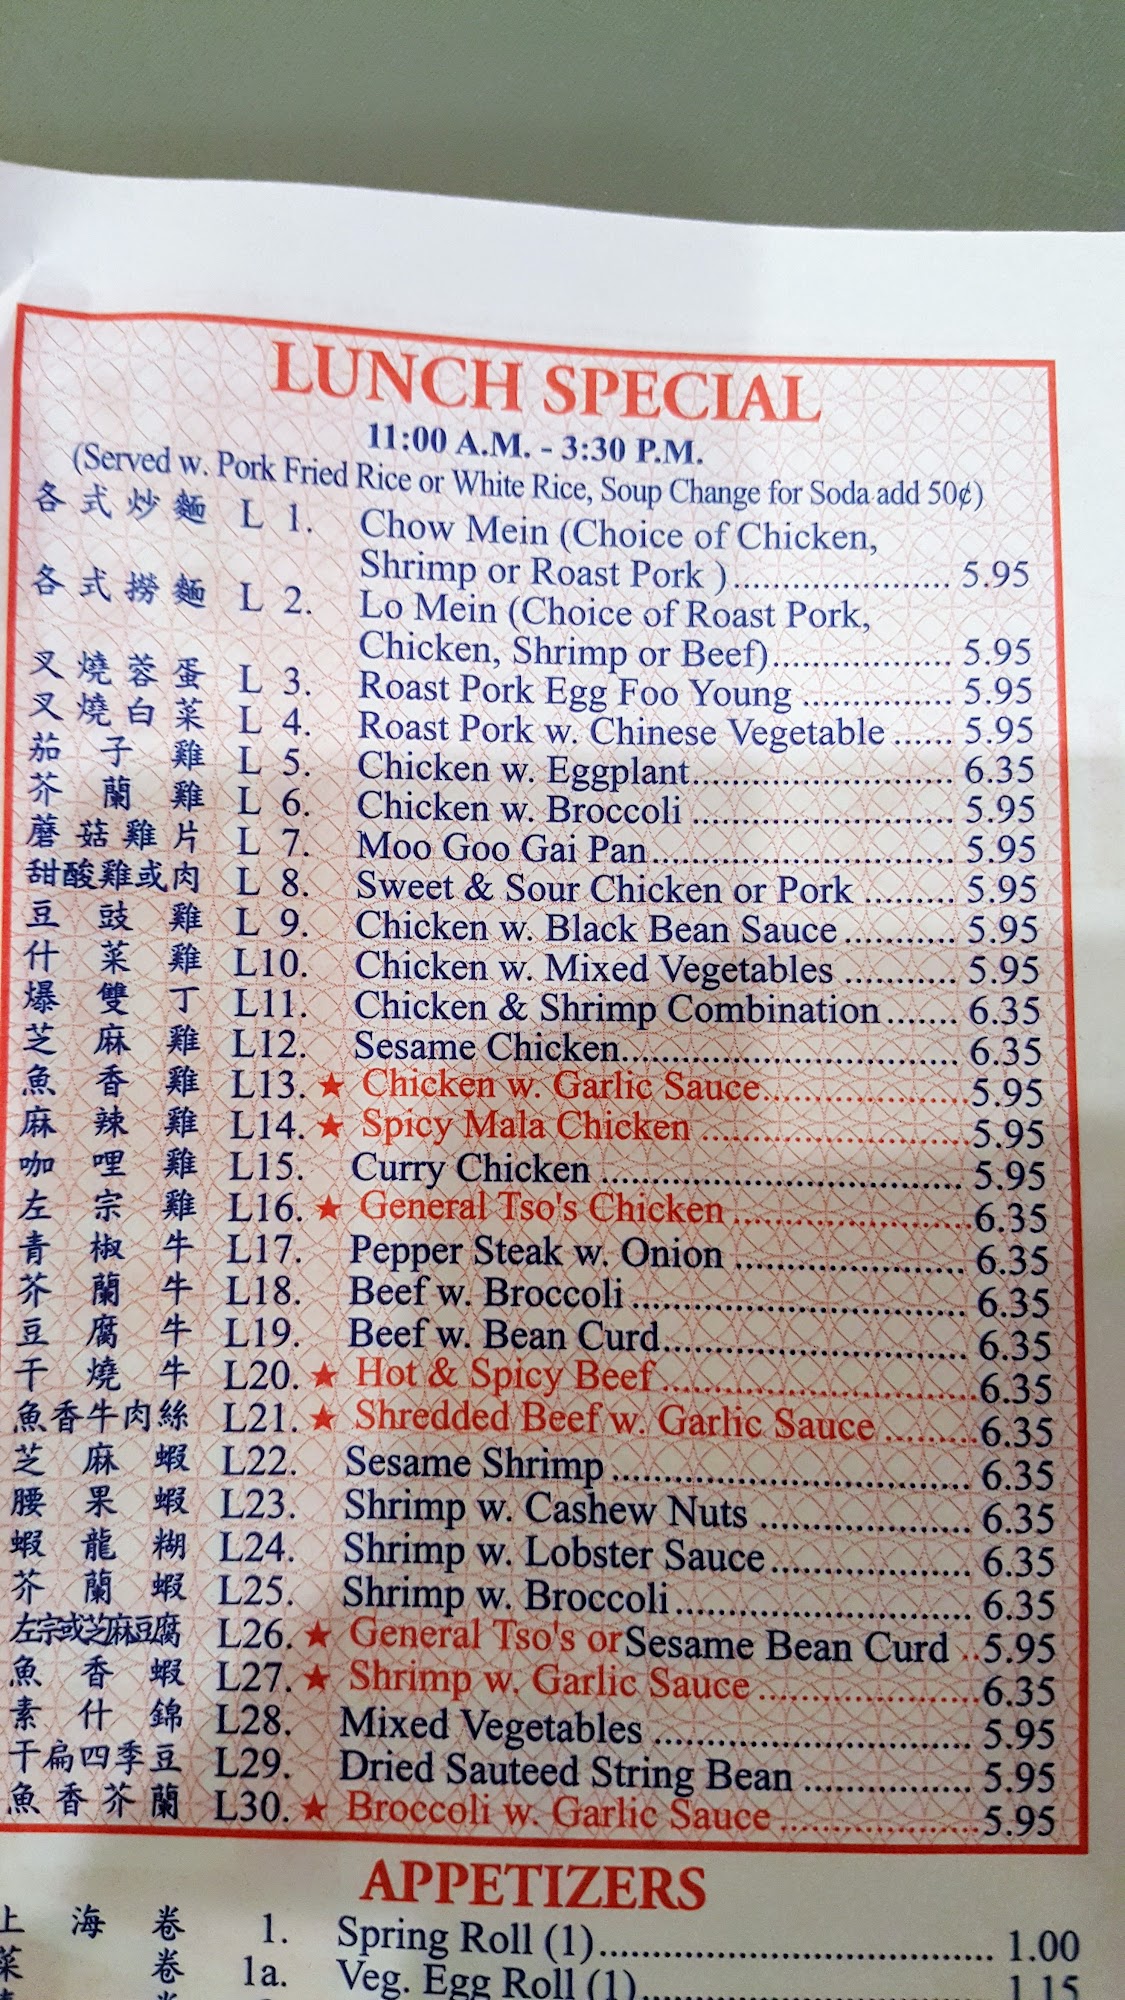 LUNCH SPECIAL
11:00 A.M. - 3:30 P.M.
(Served w. Pork Fried Rice or White Rice, Soup Change for Soda add 50¢)
各式炒麵 L 1. Chow Mein (Choice of Chicken,
Shrimp or Roast Pork )..................... 5.95
各式撈麵 L 2. Lo Mein (Choice of Roast Pork,
Chicken, Shrimp or Beef)................. 5.95
叉燒蓉蛋 L 3. Roast Pork Egg Foo Young .............. 5.95
叉燒白菜 L 4. Roast Pork w. Chinese Vegetable ...... 5.95
茄子雞 L 5. Chicken w. Eggplant......................... 6.35
芥蘭雞 L 6. Chicken w. Broccoli ......................... 5.95
蘑菇雞片 L 7. Moo Goo Gai Pan............................. 5.95
甜酸雞或肉 L 8. Sweet & Sour Chicken or Pork ......... 5.95
豆豉雞 L 9. Chicken w. Black Bean Sauce........... 5.95
什菜雞 L10. Chicken w. Mixed Vegetables ........... 5.95
爆雙丁 L11. Chicken & Shrimp Combination....... 6.35
芝麻雞 L12. Sesame Chicken................................ 6.35
魚香雞 L13. ★ Chicken w. Garlic Sauce.................... 5.95
麻辣雞 L14. ★ Spicy Mala Chicken ..........................5.95
咖哩雞 L15. Curry Chicken ................................... 5.95
左宗雞 L16. ★ General Tso's Chicken .......................6.35
青椒牛 L17. Pepper Steak w. Onion ...................... 6.35
芥蘭牛 L18. Beef w. Broccoli ................................ 6.35
豆腐牛 L19. Beef w. Bean Curd............................. 6.35
干燒牛 L20. ★ Hot & Spicy Beef ..............................6.35
魚香牛肉絲 L21. ★ Shredded Beef w. Garlic Sauce .........6.35
芝麻蝦 L22. Sesame Shrimp .................................. 6.35
腰果蝦 L23. Shrimp w. Cashew Nuts .................... 6.35
蝦龍糊 L24. Shrimp w. Lobster Sauce................... 6.35
芥蘭蝦 L25. Shrimp w. Broccoli............................ 6.35
左宗或芝麻豆腐 L26. ★ General Tso's orSesame Bean Curd ..5.95
魚香蝦 L27. ★ Shrimp w. Garlic Sauce ......................6.35
素什錦 L28. Mixed Vegetables .............................. 5.95
干扁四季豆 L29. Dried Sauteed String Bean ................ 5.95
魚香芥蘭 L30. ★ Broccoli w. Garlic Sauce ...................5.95
APPETIZERS
上海卷 1. Spring Roll (1)..................................... 1.00
菜卷 1a. Veg. Egg Roll (1)................................ 1.15